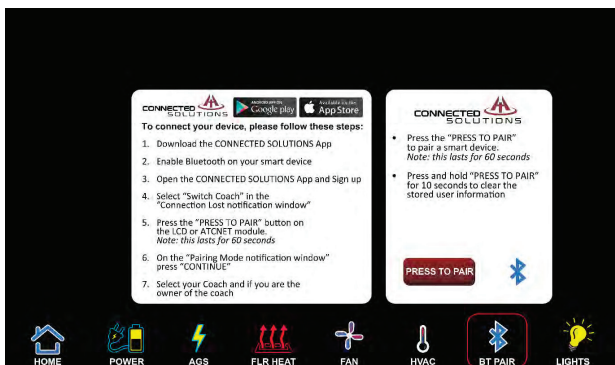 CONNECTED
SOLUTIONS
ANDROID APP ON
Google play
Available on the
App Store
To connect your device, please follow these steps:
1. Download the CONNECTED SOLUTIONS App
2. Enable Bluetooth on your smart device
3. Open the CONNECTED SOLUTIONS App and Sign up
4. Select “Switch Coach” in the
“Connection Lost notification window”
5. Press the “PRESS TO PAIR” button on
the LCD or ATCNET module.
Note: this lasts for 60 seconds
6. On the “Pairing Mode notification window”
press “CONTINUE”
7. Select your Coach and if you are the
owner of the coach
CONNECTED
SOLUTIONS
• Press the “PRESS TO PAIR”
to pair a smart device.
Note: this lasts for 60 seconds
• Press and hold “PRESS TO PAIR”
for 10 seconds to clear the
stored user information
PRESS TO PAIR
HOME
POWER
AGS
FLR HEAT
FAN
HVAC
BT PAIR
LIGHTS